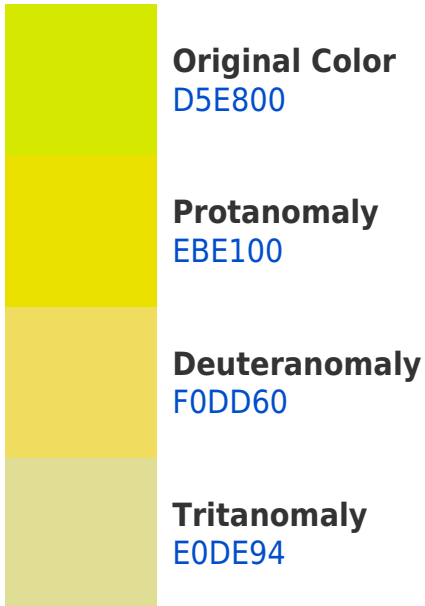 Original Color
D5E800
Protanomaly
EBE100
Deuteranomaly
F0DD60
Tritanomaly
E0DE94